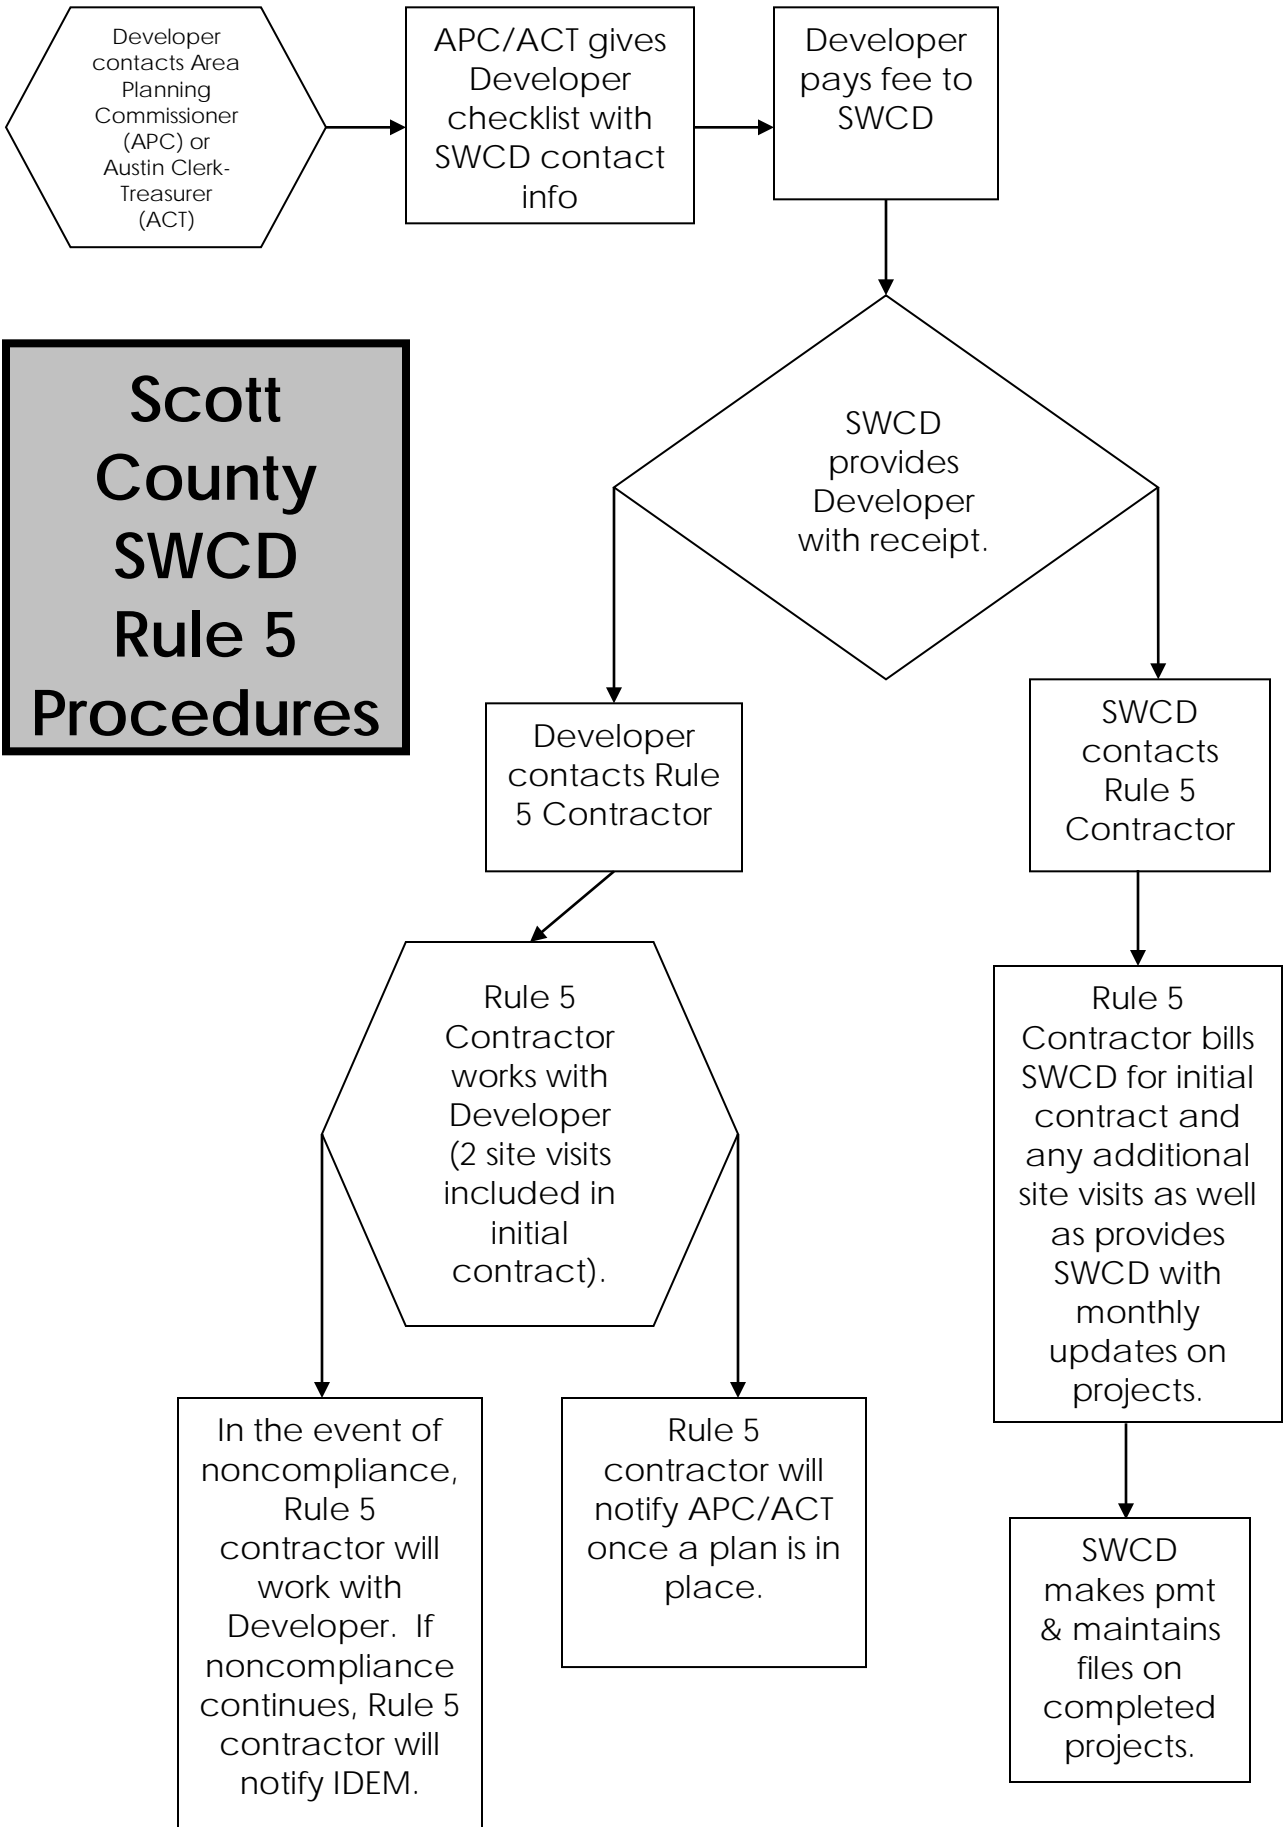 Developer
contacts Area
Planning
Commissioner
(APC) or
Austin Clerk-
Treasurer
(ACT)
APC/ACT gives
Developer
checklist with
SWCD contact
info
Developer
pays fee to
SWCD
Scott
County
SWCD
Rule 5
Procedures
SWCD
provides
Developer
with receipt.
Developer
contacts Rule
5 Contractor
SWCD
contacts
Rule 5
Contractor
Rule 5
Contractor
works with
Developer
(2 site visits
included in
initial
contract).
Rule 5
Contractor bills
SWCD for initial
contract and
any additional
site visits as well
as provides
SWCD with
monthly
updates on
projects.
In the event of
noncompliance,
Rule 5
contractor will
work with
Developer.  If
noncompliance
continues, Rule 5
contractor will
notify IDEM.
Rule 5
contractor will
notify APC/ACT
once a plan is in
place.
SWCD
makes pmt
& maintains
files on
completed
projects.